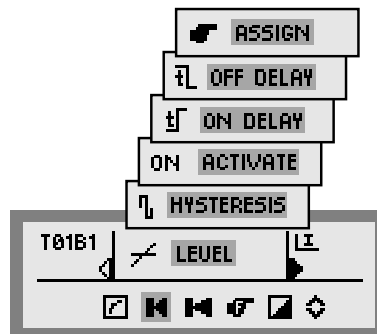 ASSIGN
OFF DELAY
ON DELAY
ON ACTIVATE
HYSTERESIS
T01B1 LEVEL I